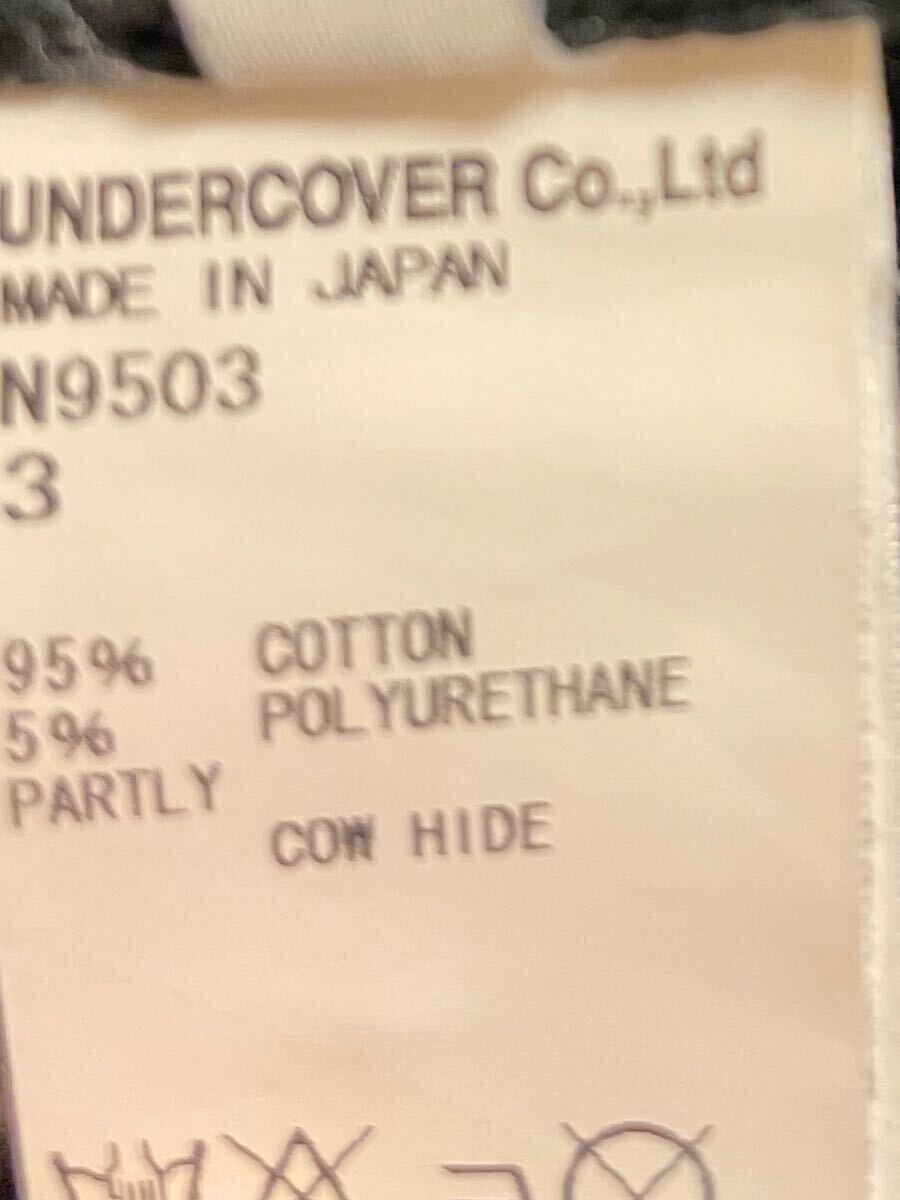 UNDERCOVER Co.,Ltd
MADE IN JAPAN
N9503
3
95% COTTON
5% POLYURETHANE
PARTLY
COW HIDE